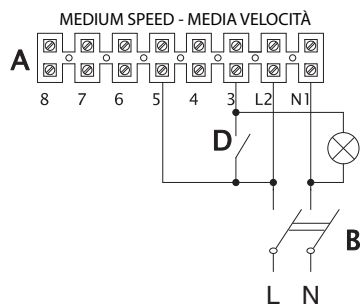 MEDIUM SPEED - MEDIA VELOCITÀ
A
8 7 6 5 4 3 L2 N1
D
B
L N